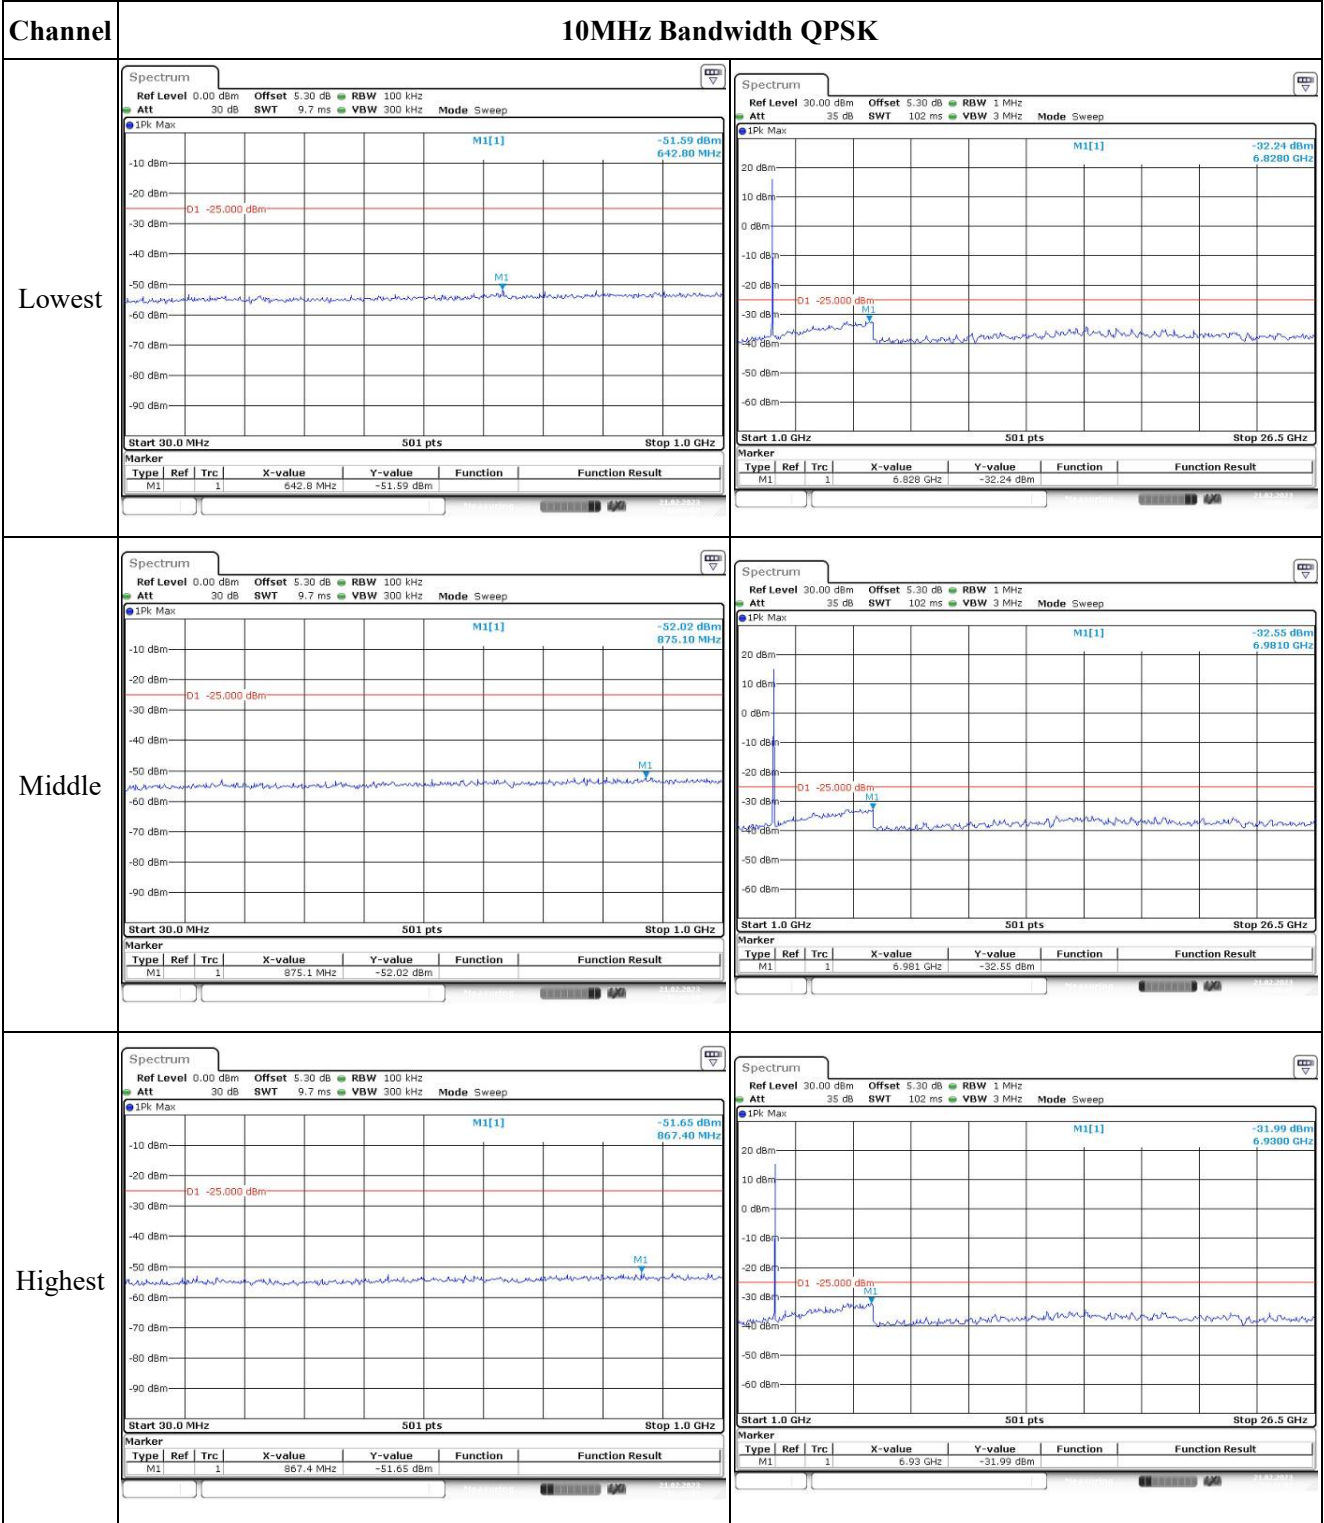 Channel 10MHz Bandwidth QPSK
Lowest
Spectrum
Ref Level 0.00 dBm Offset 5.30 dB RBW 100 kHz
Att 30 dB SWT 9.7 ms VBW 300 kHz Mode Sweep
1Pk Max
M1[1] -51.59 dBm
642.80 MHz
-10 dBm
-20 dBm
D1 -25.000 dBm
-30 dBm
-40 dBm
M1
-50 dBm
-60 dBm
-70 dBm
-80 dBm
-90 dBm
Start 30.0 MHz 501 pts Stop 1.0 GHz
Marker
Type Ref Trc X-value Y-value Function Function Result
M1 1 642.8 MHz -51.59 dBm
Spectrum
Ref Level 30.00 dBm Offset 5.30 dB RBW 1 MHz
Att 35 dB SWT 102 ms VBW 3 MHz Mode Sweep
1Pk Max
M1[1] -32.24 dBm
6.8280 GHz
20 dBm
10 dBm
0 dBm
-10 dBm
-20 dBm
D1 -25.000 dBm
M1
-30 dBm
-40 dBm
-50 dBm
-60 dBm
Start 1.0 GHz 501 pts Stop 26.5 GHz
Marker
Type Ref Trc X-value Y-value Function Function Result
M1 1 6.828 GHz -32.24 dBm
Middle
Spectrum
Ref Level 0.00 dBm Offset 5.30 dB RBW 100 kHz
Att 30 dB SWT 9.7 ms VBW 300 kHz Mode Sweep
1Pk Max
M1[1] -52.02 dBm
875.10 MHz
-10 dBm
-20 dBm
D1 -25.000 dBm
-30 dBm
-40 dBm
M1
-50 dBm
-60 dBm
-70 dBm
-80 dBm
-90 dBm
Start 30.0 MHz 501 pts Stop 1.0 GHz
Marker
Type Ref Trc X-value Y-value Function Function Result
M1 1 875.1 MHz -52.02 dBm
Spectrum
Ref Level 30.00 dBm Offset 5.30 dB RBW 1 MHz
Att 35 dB SWT 102 ms VBW 3 MHz Mode Sweep
1Pk Max
M1[1] -32.55 dBm
6.9810 GHz
20 dBm
10 dBm
0 dBm
-10 dBm
-20 dBm
D1 -25.000 dBm
M1
-30 dBm
-40 dBm
-50 dBm
-60 dBm
Start 1.0 GHz 501 pts Stop 26.5 GHz
Marker
Type Ref Trc X-value Y-value Function Function Result
M1 1 6.981 GHz -32.55 dBm
Highest
Spectrum
Ref Level 0.00 dBm Offset 5.30 dB RBW 100 kHz
Att 30 dB SWT 9.7 ms VBW 300 kHz Mode Sweep
1Pk Max
M1[1] -51.65 dBm
867.40 MHz
-10 dBm
-20 dBm
D1 -25.000 dBm
-30 dBm
-40 dBm
M1
-50 dBm
-60 dBm
-70 dBm
-80 dBm
-90 dBm
Start 30.0 MHz 501 pts Stop 1.0 GHz
Marker
Type Ref Trc X-value Y-value Function Function Result
M1 1 867.4 MHz -51.65 dBm
Spectrum
Ref Level 30.00 dBm Offset 5.30 dB RBW 1 MHz
Att 35 dB SWT 102 ms VBW 3 MHz Mode Sweep
1Pk Max
M1[1] -31.99 dBm
6.9300 GHz
20 dBm
10 dBm
0 dBm
-10 dBm
-20 dBm
D1 -25.000 dBm
M1
-30 dBm
-40 dBm
-50 dBm
-60 dBm
Start 1.0 GHz 501 pts Stop 26.5 GHz
Marker
Type Ref Trc X-value Y-value Function Function Result
M1 1 6.93 GHz -31.99 dBm